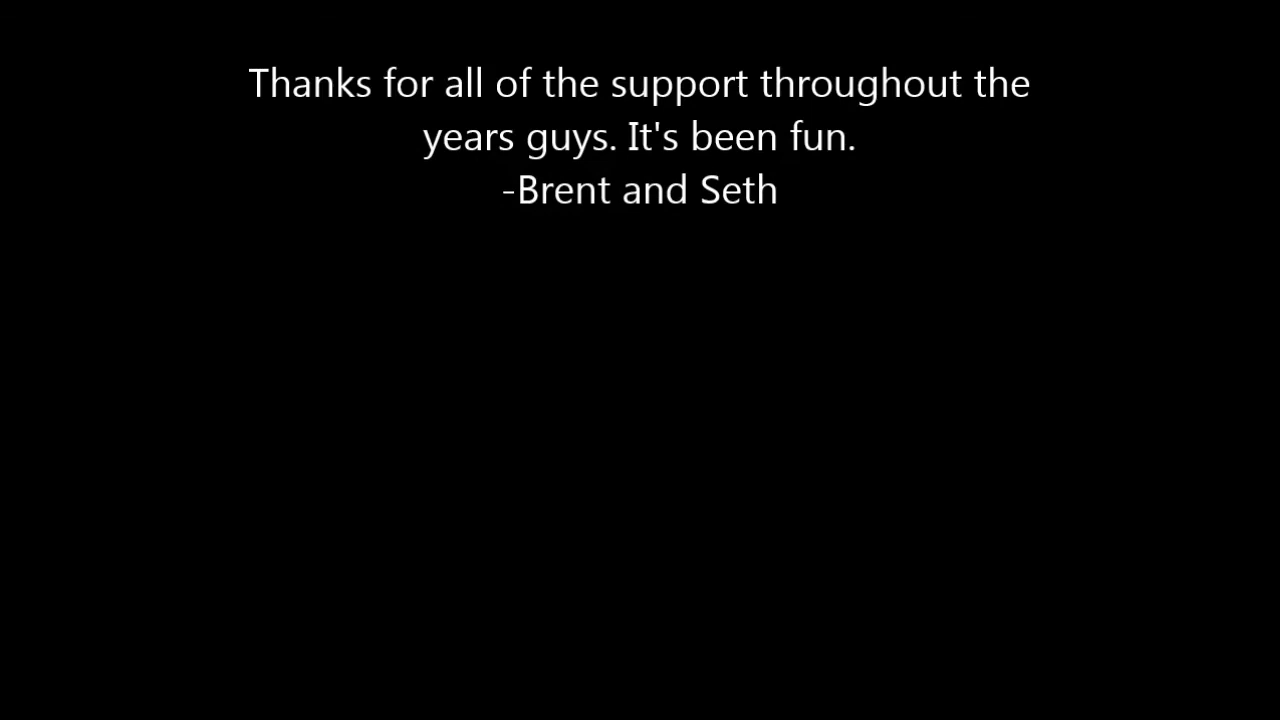 Thanks for all of the support throughout the
years guys. It's been fun.
-Brent and Seth